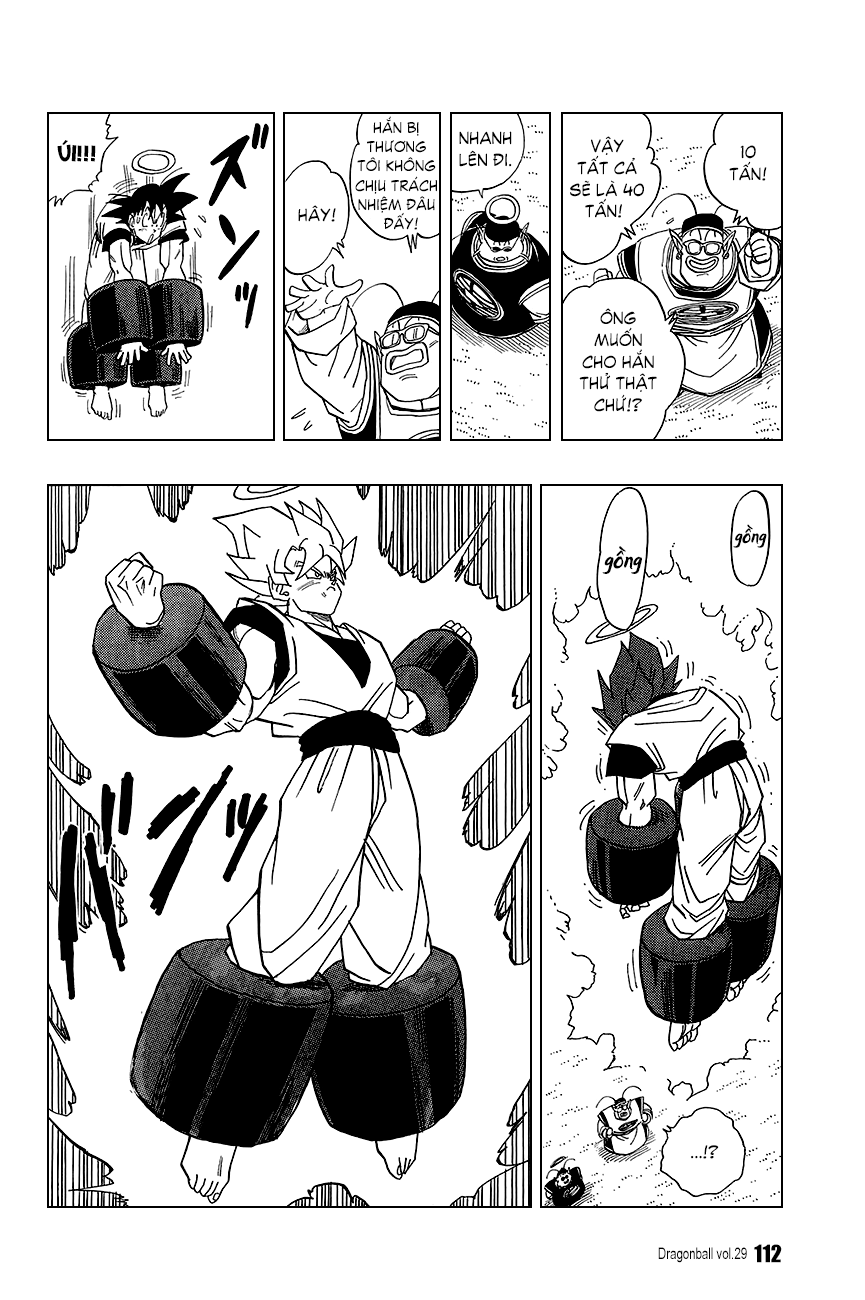 10
TẤN!
VẬY
TẤT CẢ
SẼ LÀ 40
TẤN!
ÔNG
MUỐN
CHO HẮN
THỬ THẬT
CHỨ!?
NHANH
LÊN ĐI.
HẮN BỊ
THƯƠNG
TÔI KHÔNG
CHỊU TRÁCH
NHIỆM ĐÂU
ĐẤY!
HÂY!
ÚI!!!
ズンッ
gồng
gồng
...!?
バッ
Dragonball vol.29 112